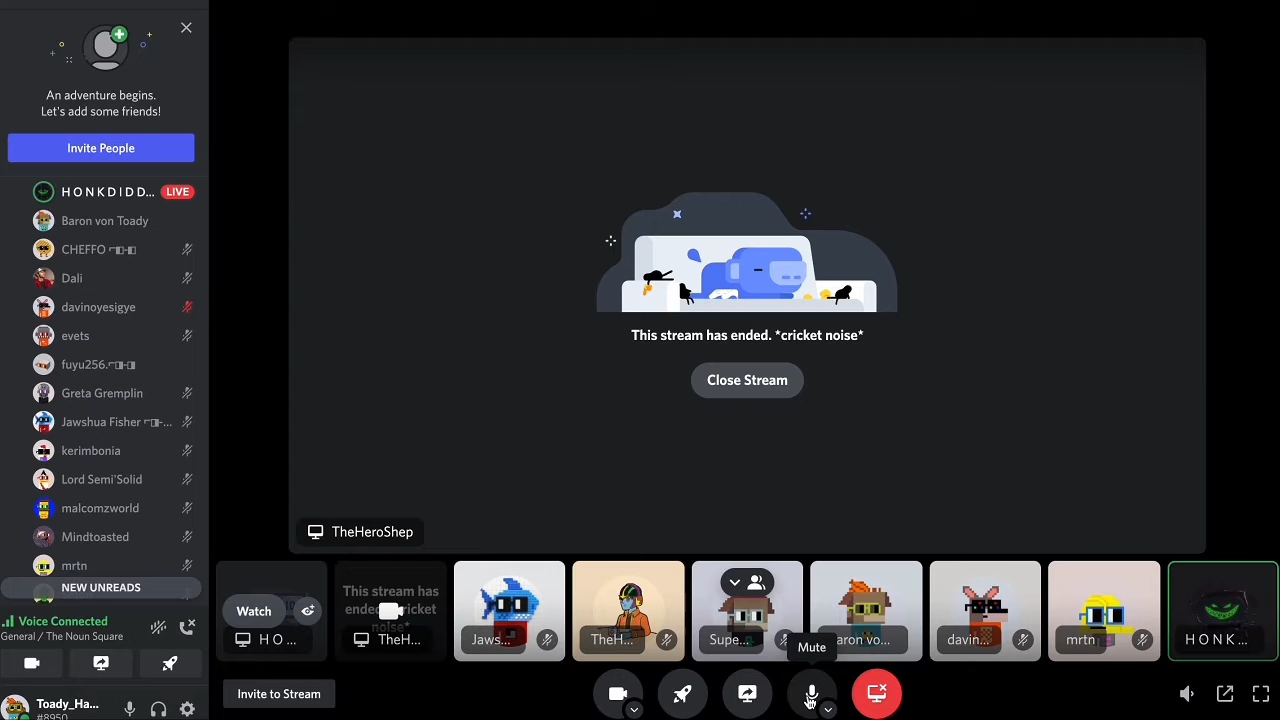 An adventure begins.
Let's add some friends!
Invite People
H O N K D I D D... LIVE
Baron von Toady
CHEFFO ⌐◧-◧
Dali
davinoyesigye
evets
fuyu256.⌐◧-◧
Greta Gremplin
Jawshua Fisher ⌐◧-...
kerimbonia
Lord Semi'Solid
malcomzworld
Mindtoasted
mrtn
NEW UNREADS
Voice Connected
General / The Noun Square
Toady_Ha...
#8950
This stream has ended. *cricket noise*
Close Stream
TheHeroShep
Watch
H O ...
This stream has
ended
cricket
noise*
TheH...
Jaws...
TheH...
Supe...
aron vo...
davin...
mrtn
H O N K ...
Mute
Invite to Stream